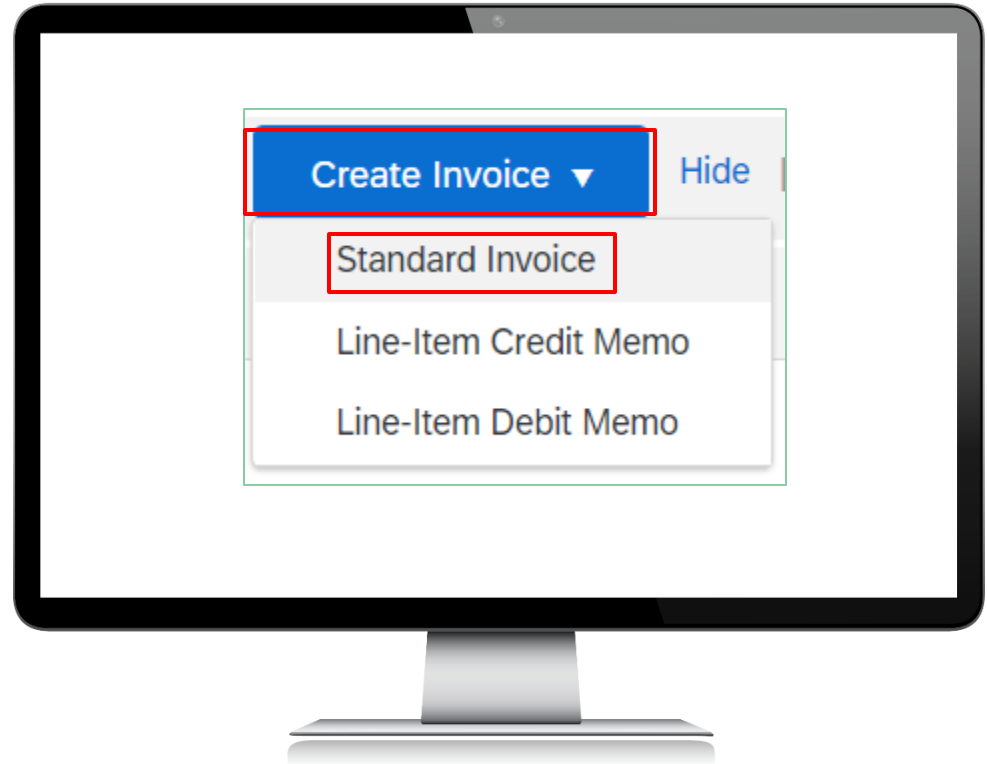 Create Invoice ▼ Hide
Standard Invoice
Line-Item Credit Memo
Line-Item Debit Memo